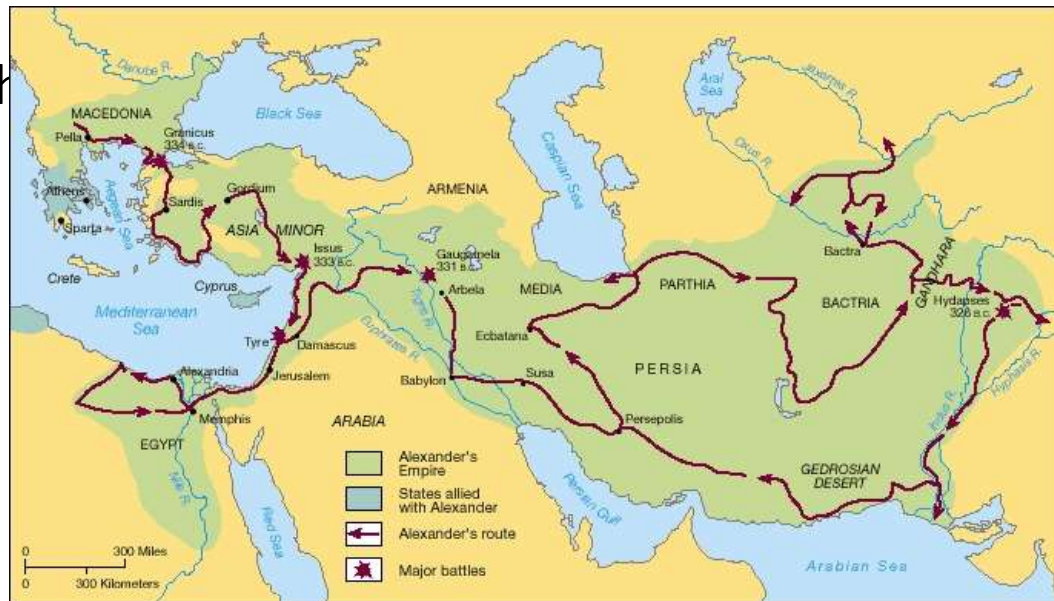 h
Danube R.
MACEDONIA
Pella
Granicus
334 B.C.
Black Sea
Aral
Sea
Jaxartes R.
Oxus R.
Caspian Sea
Athens
Aegean
Sea
Sparta
Sardis
Gordium
ASIA MINOR
ARMENIA
Issus
333 B.C.
Gaugamela
331 B.C.
Arbela
Tigris R.
MEDIA
PARTHIA
Bactra
BACTRIA
GANDHARA
Hydapses
326 B.C.
Crete
Cyprus
Mediterranean
Sea
Tyre
Damascus
Euphrates R.
Ecbatana
Hyphasis R.
Alexandria
Jerusalem
Babylon
Susa
PERSIA
Indus R.
Memphis
ARABIA
Persepolis
EGYPT
Nile R.
Red Sea
Persian Gulf
GEDROSIAN
DESERT
Arabian Sea
Alexander's
Empire
States allied
with Alexander
Alexander's route
Major battles
0 300 Miles
0 300 Kilometers